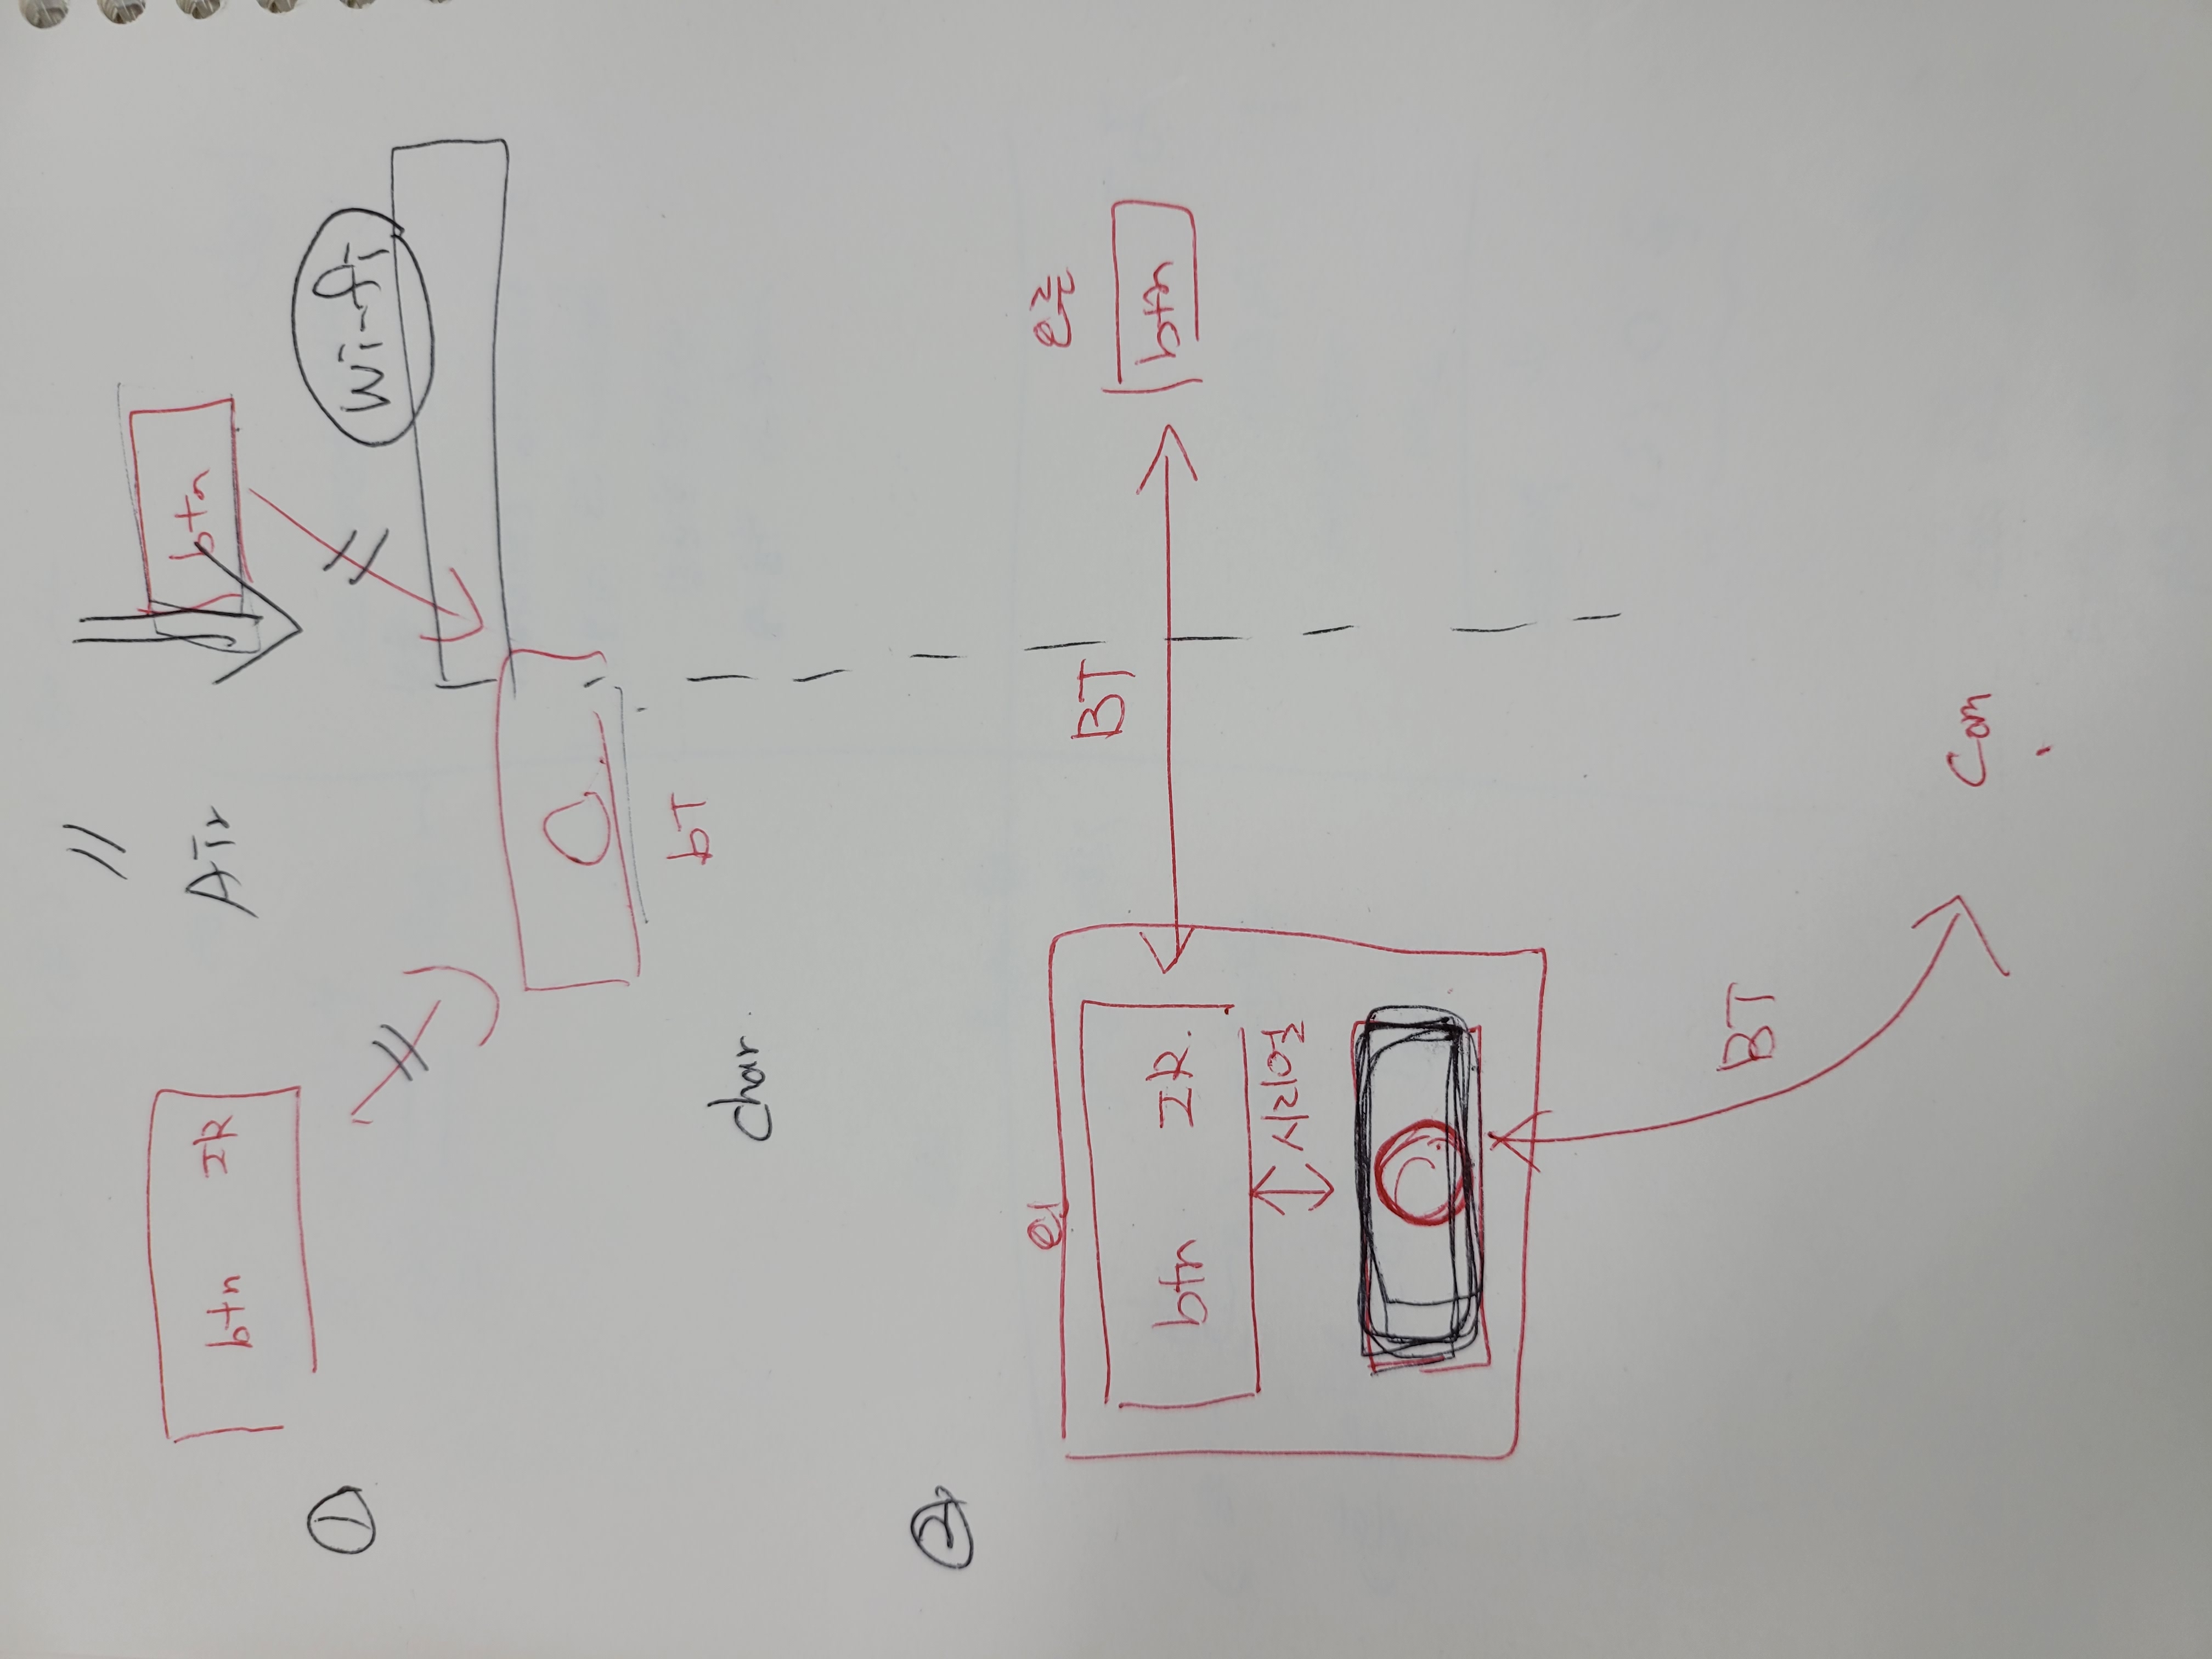 Air
btn
btn IR
①
Wi-fi
bT
char.
②
왼
오른
BT
btn IR.
btn
시리얼
BT
Com